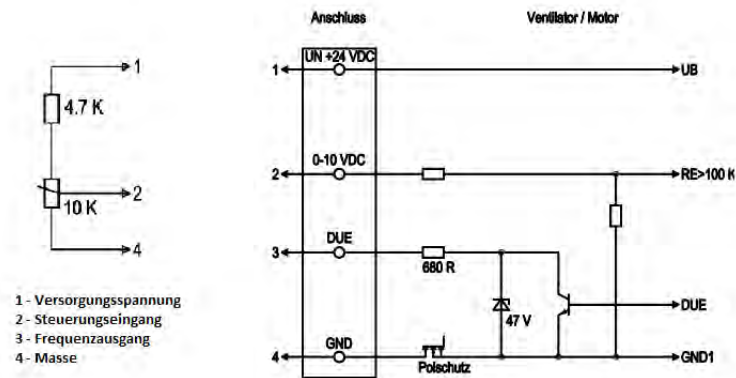 Anschluss
Ventilator / Motor
1
4.7 K
2
10 K
4
1 - Versorgungsspannung
2 - Steuerungseingang
3 - Frequenzausgang
4 - Masse
UN +24 VDC
1
UB
0-10 VDC
2
RE>100 K
DUE
3
680 R
47 V
DUE
GND
4
Polschutz
GND1